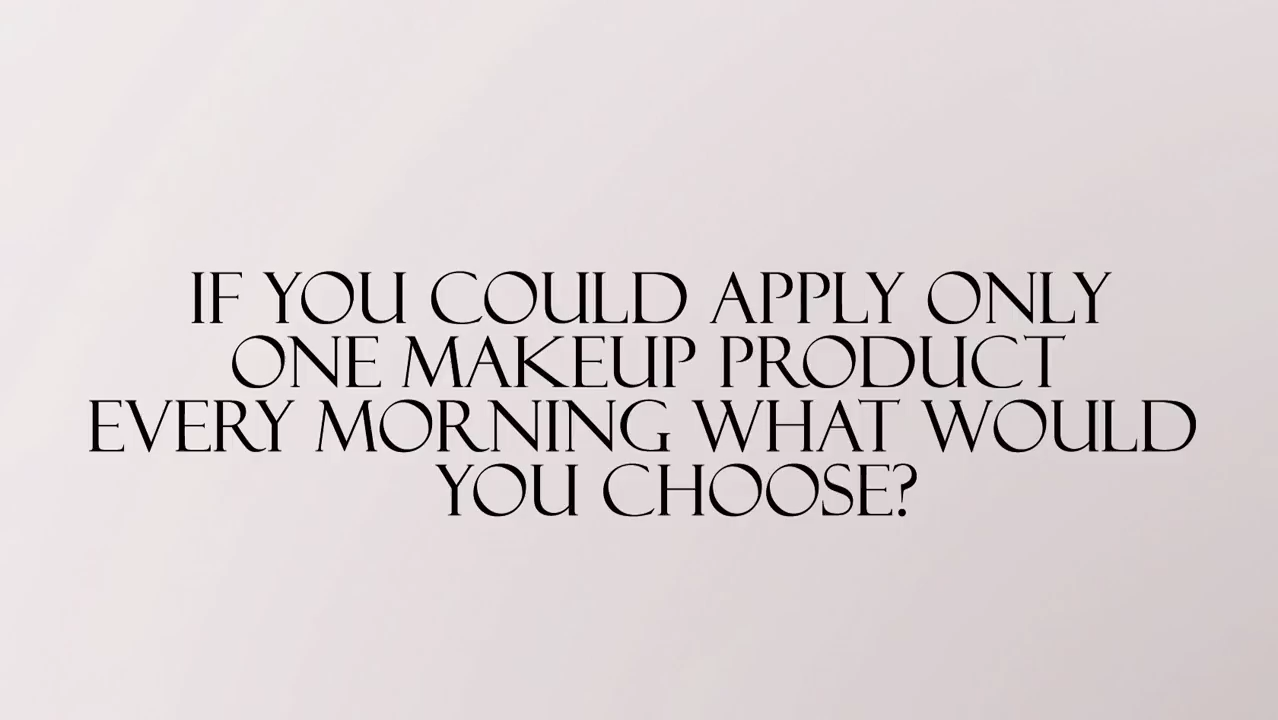 IF YOU COULD APPLY ONLY
ONE MAKEUP PRODUCT
EVERY MORNING WHAT WOULD
YOU CHOOSE?